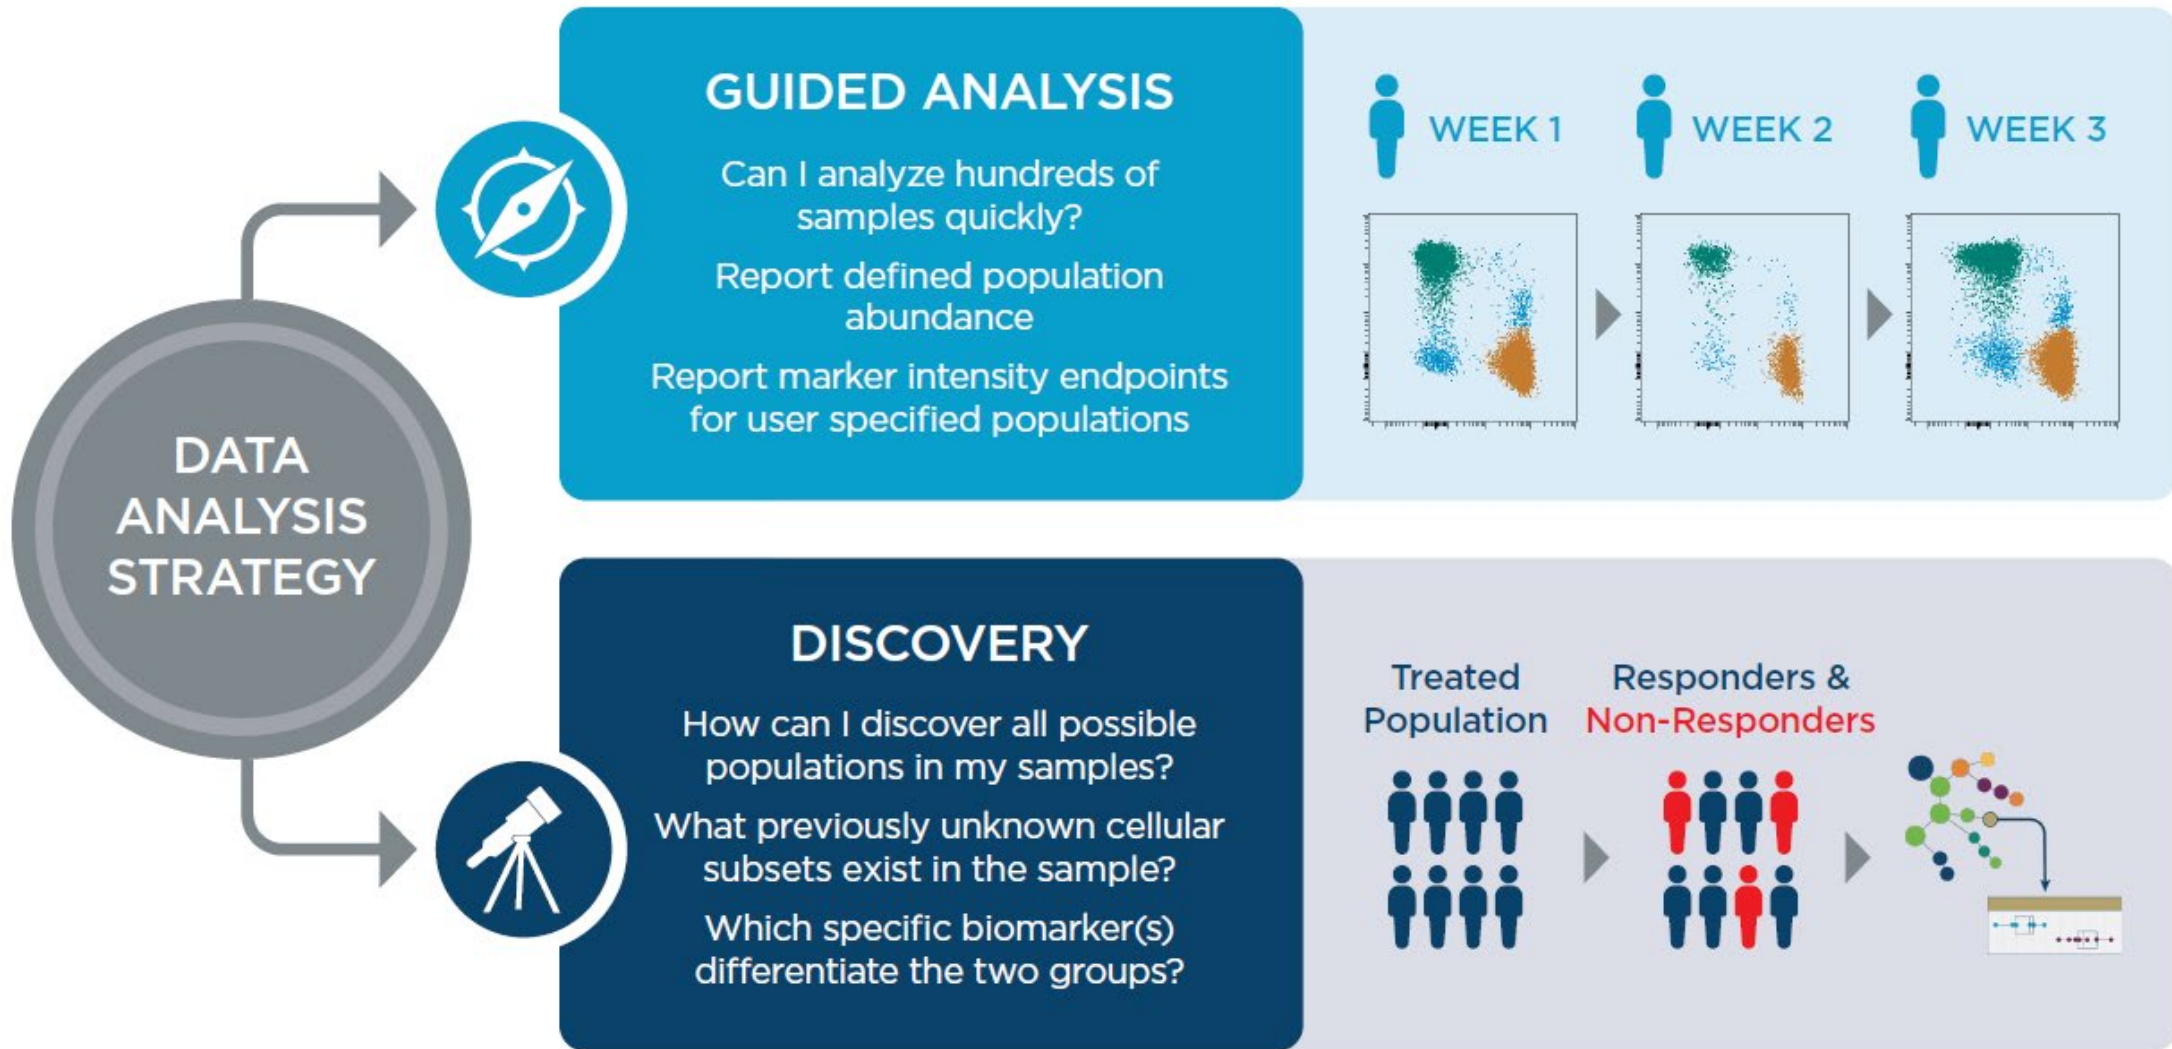 DATA
ANALYSIS
STRATEGY
GUIDED ANALYSIS
Can I analyze hundreds of
samples quickly?
Report defined population
abundance
Report marker intensity endpoints
for user specified populations
WEEK 1
WEEK 2
WEEK 3
DISCOVERY
How can I discover all possible
populations in my samples?
What previously unknown cellular
subsets exist in the sample?
Which specific biomarker(s)
differentiate the two groups?
Treated
Population
Responders &
Non-Responders